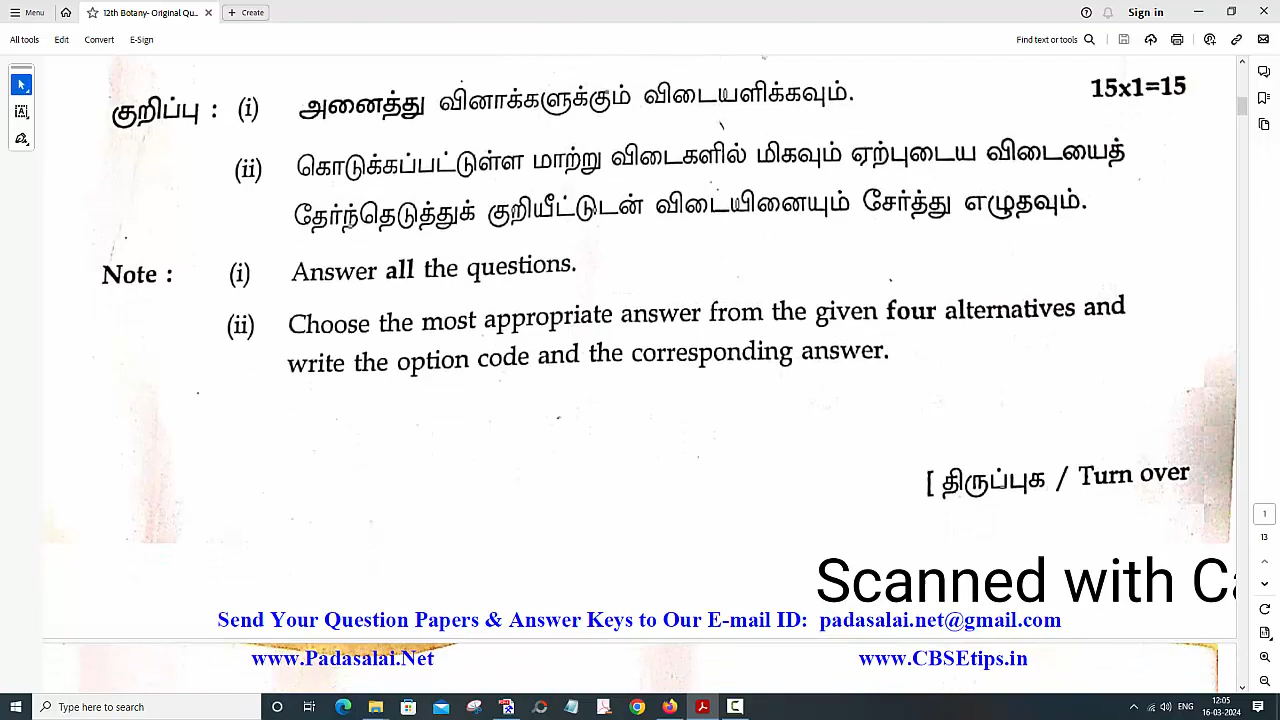 Menu
12th Botany- Original Qu...
Create
Sign in
All tools Edit Convert E-Sign
Find text or tools
குறிப்பு : (i) அனைத்து வினாக்களுக்கும் விடையளிக்கவும். 15x1=15
(ii) கொடுக்கப்பட்டுள்ள மாற்று விடைகளில் மிகவும் ஏற்புடைய விடையைத்
தேர்ந்தெடுத்துக் குறியீட்டுடன் விடையினையும் சேர்த்து எழுதவும்.
Note : (i) Answer all the questions.
(ii) Choose the most appropriate answer from the given four alternatives and
write the option code and the corresponding answer.
[ திருப்புக / Turn over
1
13
Scanned with Ca
Send Your Question Papers & Answer Keys to Our E-mail ID: padasalai.net@gmail.com
www.Padasalai.Net www.CBSEtips.in
Type here to search
ENG
12:05
16-03-2024